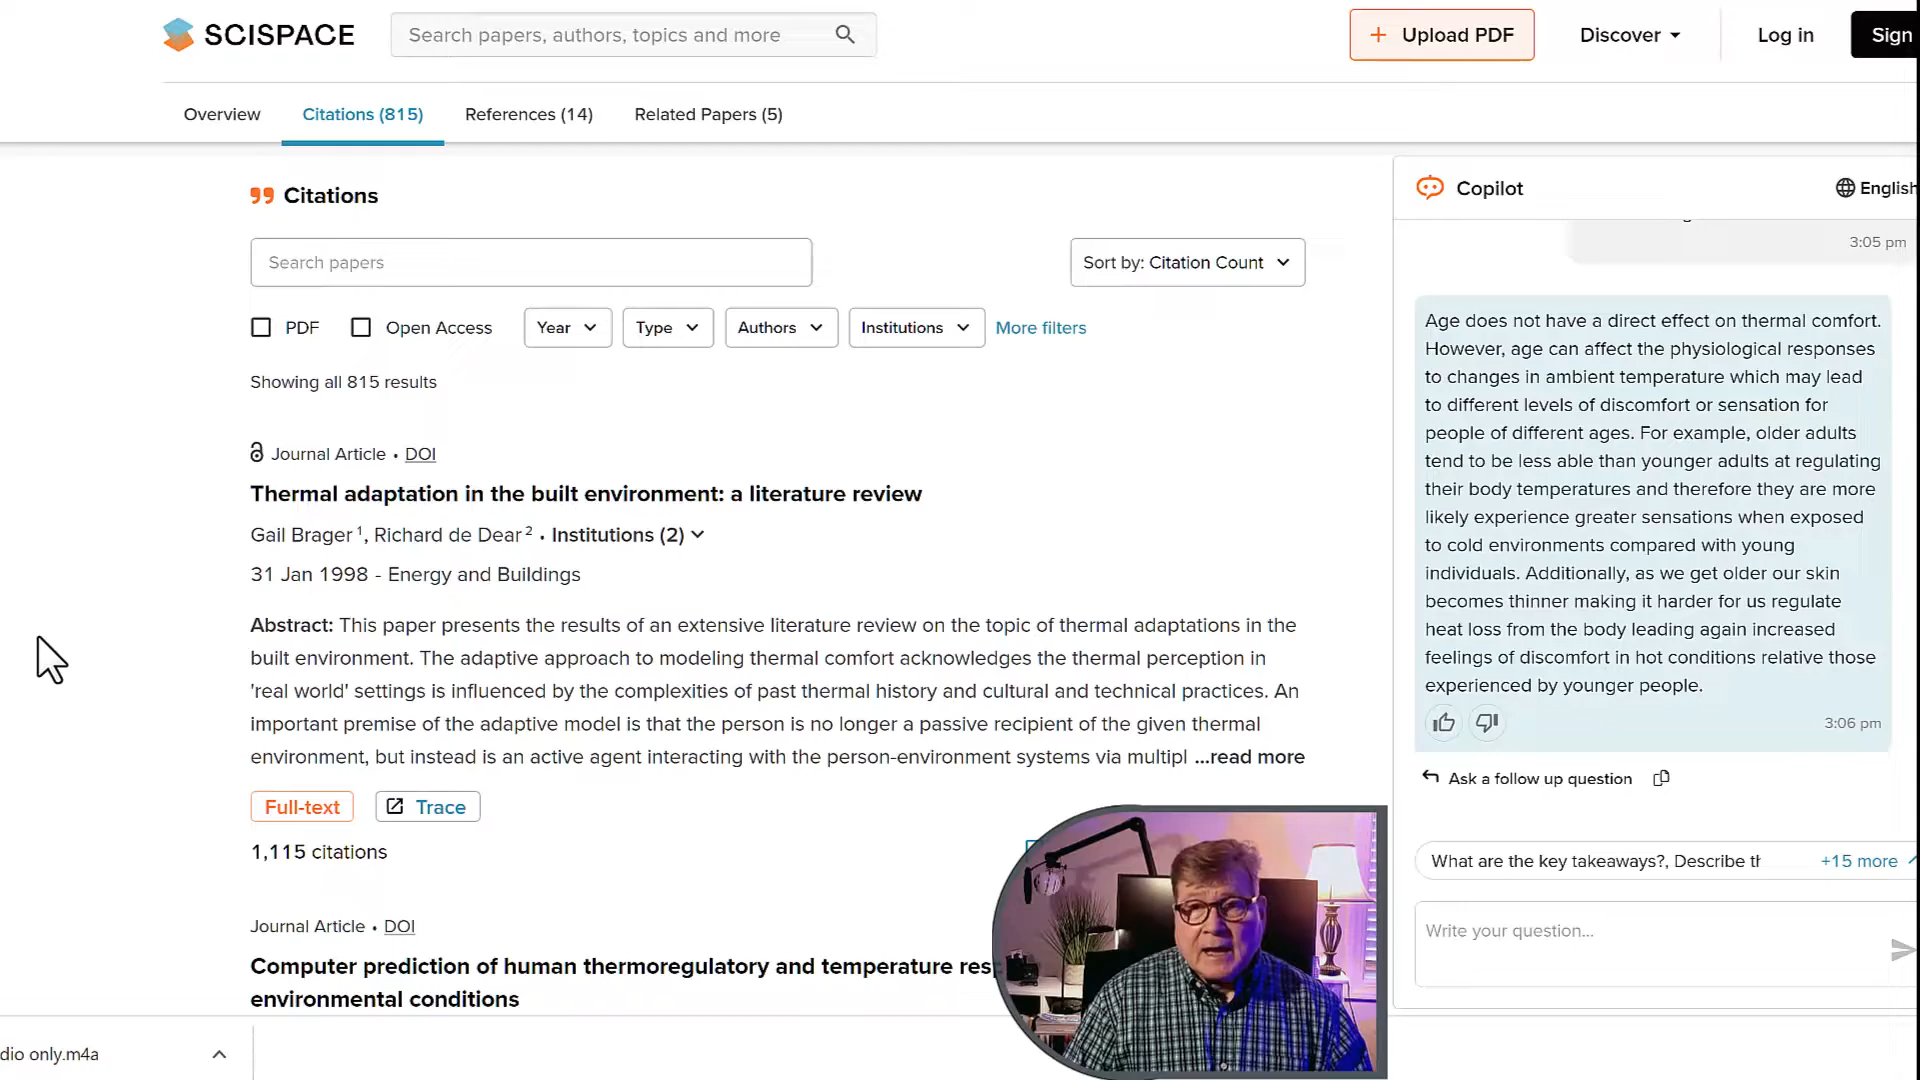 SCISPACE
Search papers, authors, topics and more
+ Upload PDF
Discover
Log in
Sign
Overview
Citations (815)
References (14)
Related Papers (5)
Citations
Search papers
Sort by: Citation Count
PDF
Open Access
Year
Type
Authors
Institutions
More filters
Showing all 815 results
Journal Article • DOI
Thermal adaptation in the built environment: a literature review
Gail Brager 1, Richard de Dear 2 • Institutions (2)
31 Jan 1998 - Energy and Buildings
Abstract: This paper presents the results of an extensive literature review on the topic of thermal adaptations in the
built environment. The adaptive approach to modeling thermal comfort acknowledges the thermal perception in
'real world' settings is influenced by the complexities of past thermal history and cultural and technical practices. An
important premise of the adaptive model is that the person is no longer a passive recipient of the given thermal
environment, but instead is an active agent interacting with the person-environment systems via multipl ...read more
Full-text
Trace
1,115 citations
Journal Article • DOI
Computer prediction of human thermoregulatory and temperature
environmental conditions
dio only.m4a
Copilot
English
3:05 pm
Age does not have a direct effect on thermal comfort.
However, age can affect the physiological responses
to changes in ambient temperature which may lead
to different levels of discomfort or sensation for
people of different ages. For example, older adults
tend to be less able than younger adults at regulating
their body temperatures and therefore they are more
likely experience greater sensations when exposed
to cold environments compared with young
individuals. Additionally, as we get older our skin
becomes thinner making it harder for us regulate
heat loss from the body leading again increased
feelings of discomfort in hot conditions relative those
experienced by younger people.
3:06 pm
Ask a follow up question
What are the key takeaways?, Describe th
+15 more
Write your question...